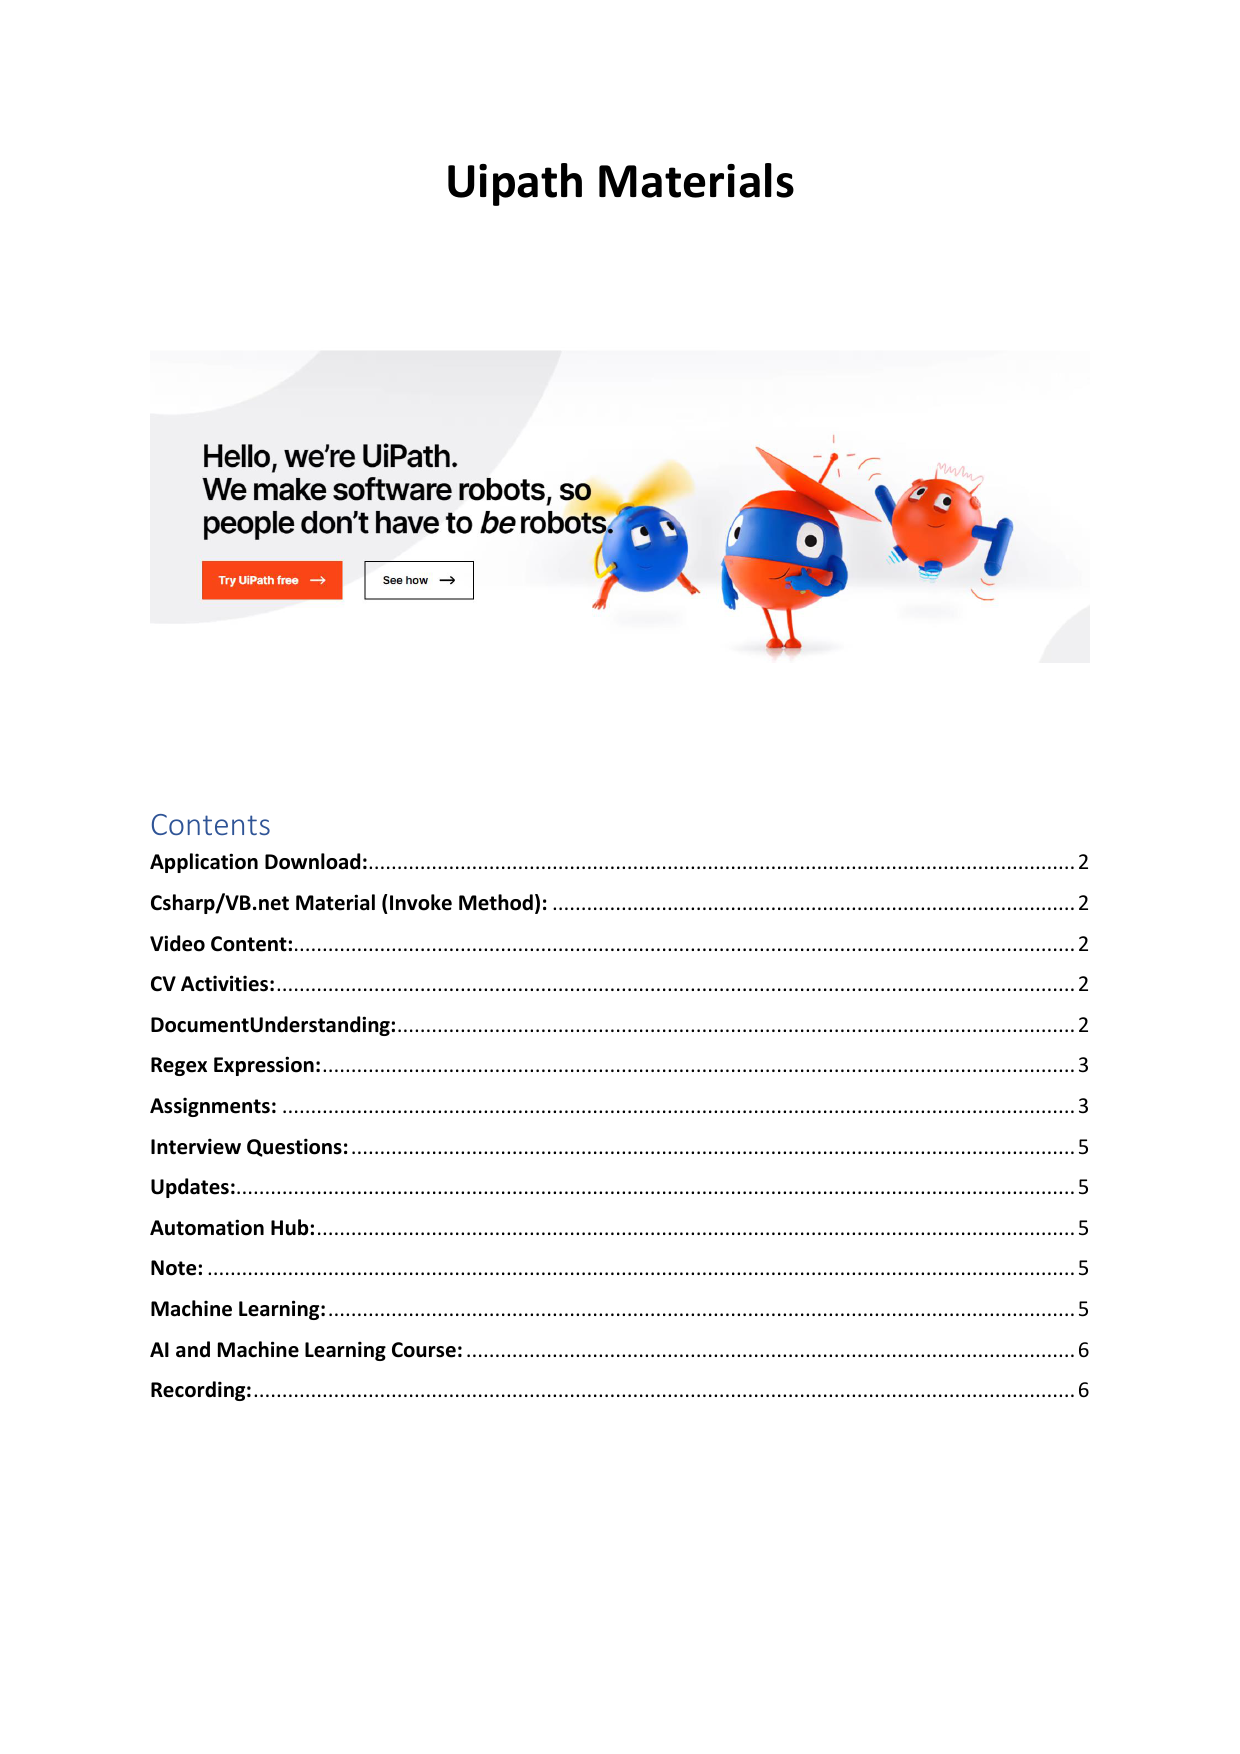 Uipath Materials
Hello, we're UiPath.
We make software robots, so
people don't have to be robots.
Try UiPath free → See how →
Contents
Application Download:........................................................................................................................ 2
Csharp/VB.net Material (Invoke Method): ........................................................................................ 2
Video Content:..................................................................................................................................... 2
CV Activities:........................................................................................................................................ 2
DocumentUnderstanding:................................................................................................................... 2
Regex Expression:................................................................................................................................ 3
Assignments: ....................................................................................................................................... 3
Interview Questions:........................................................................................................................... 5
Updates:............................................................................................................................................... 5
Automation Hub:................................................................................................................................. 5
Note: .................................................................................................................................................... 5
Machine Learning:............................................................................................................................... 5
AI and Machine Learning Course: ....................................................................................................... 6
Recording:............................................................................................................................................ 6